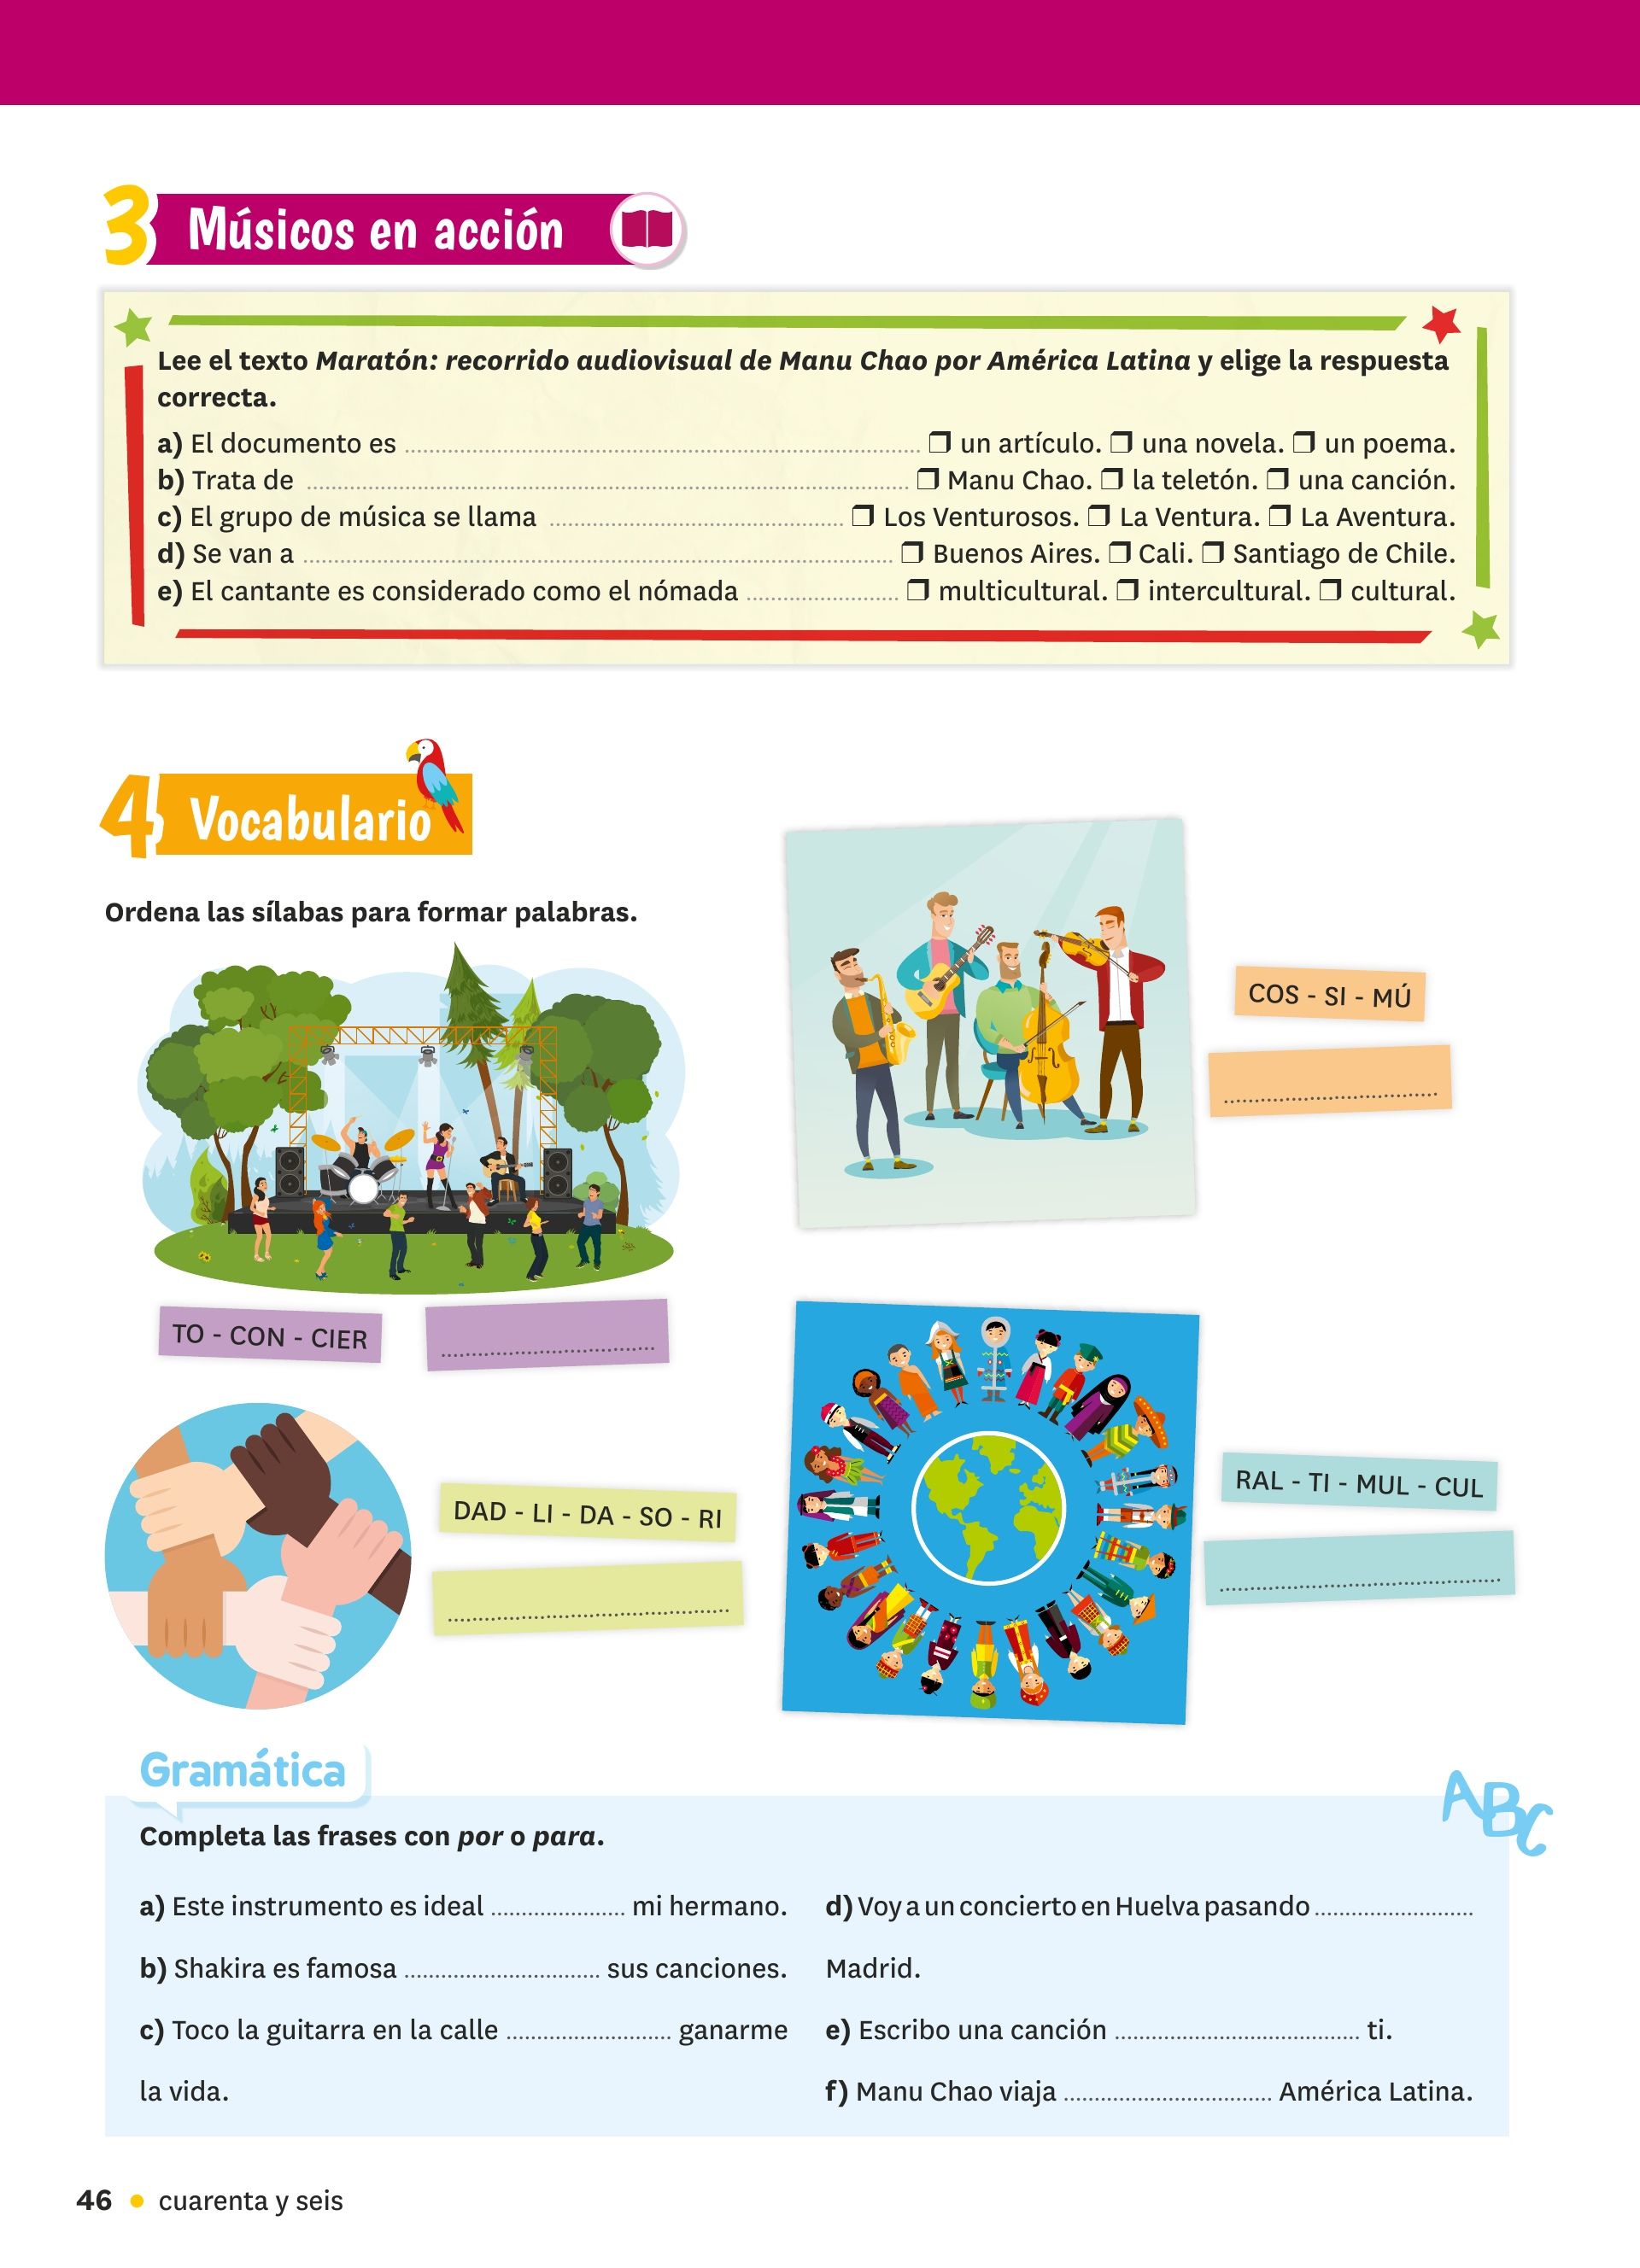 3 Músicos en acción
Lee el texto Maratón: recorrido audiovisual de Manu Chao por América Latina y elige la respuesta
correcta.
a) El documento es ........................................ ❒ un artículo. ❒ una novela. ❒ un poema.
b) Trata de ........................................ ❒ Manu Chao. ❒ la teletón. ❒ una canción.
c) El grupo de música se llama ........................................ ❒ Los Venturosos. ❒ La Ventura. ❒ La Aventura.
d) Se van a ........................................ ❒ Buenos Aires. ❒ Cali. ❒ Santiago de Chile.
e) El cantante es considerado como el nómada ........................ ❒ multicultural. ❒ intercultural. ❒ cultural.
4 Vocabulario
Ordena las sílabas para formar palabras.
COS - SI - MÚ
TO - CON - CIER
DAD - LI - DA - SO - RI
RAL - TI - MUL - CUL
Gramática
ABC
Completa las frases con por o para.
a) Este instrumento es ideal ...................... mi hermano.
b) Shakira es famosa ................................ sus canciones.
c) Toco la guitarra en la calle ........................... ganarme
la vida.
d) Voy a un concierto en Huelva pasando ..........................
Madrid.
e) Escribo una canción ........................................ ti.
f) Manu Chao viaja .................................. América Latina.
46 • cuarenta y seis